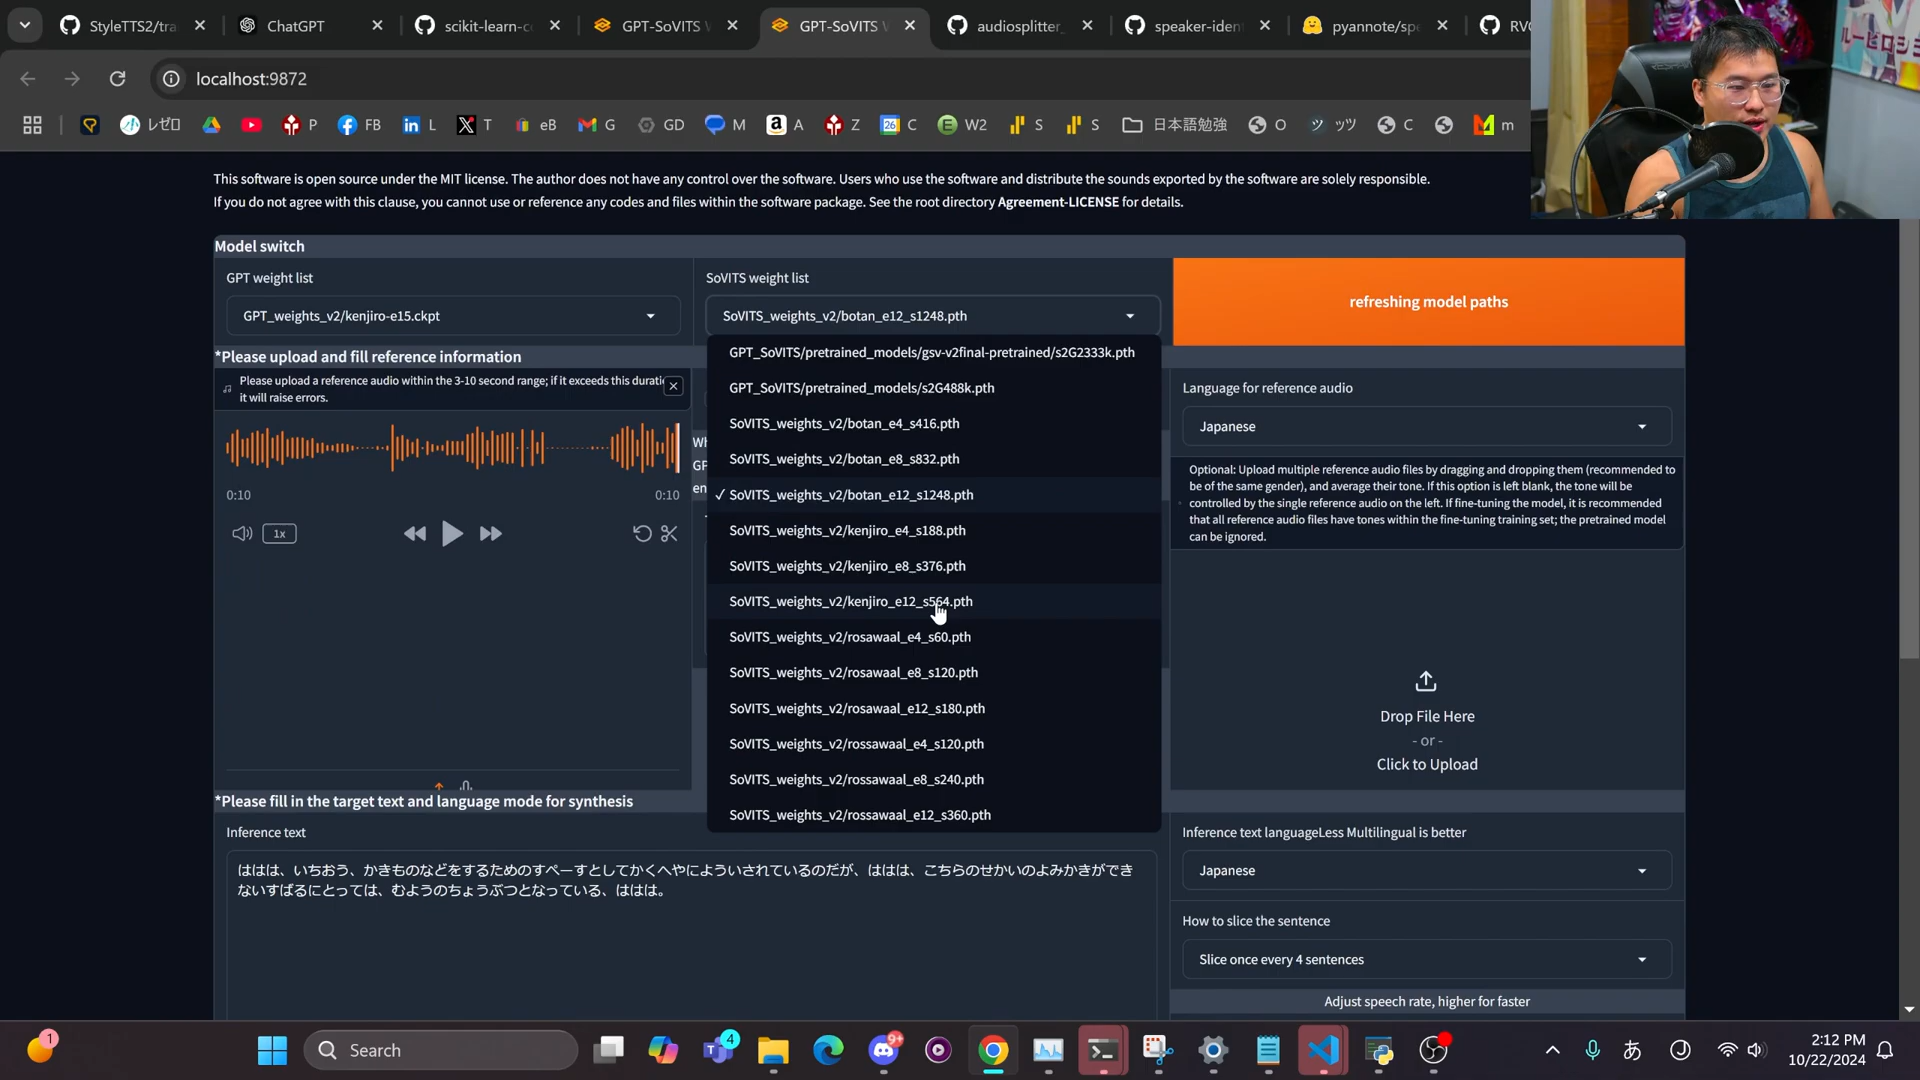 StyleTTS2/tra
ChatGPT
scikit-learn-c
GPT-SoVITS
GPT-SoVITS
audiosplitter_
speaker-iden
pyannote/spe
RVC
localhost:9872
レゼロ
P
FB
L
T
eB
G
GD
M
A
Z
26
C
W2
S
S
日本語勉強
O
ッツ
C
m
This software is open source under the MIT license. The author does not have any control over the software. Users who use the software and distribute the sounds exported by the software are solely responsible.
If you do not agree with this clause, you cannot use or reference any codes and files within the software package. See the root directory Agreement-LICENSE for details.
Model switch
GPT weight list
GPT_weights_v2/kenjiro-e15.ckpt
SoVITS weight list
SoVITS_weights_v2/botan_e12_s1248.pth
refreshing model paths
GPT_SoVITS/pretrained_models/gsv-v2final-pretrained/s2G2333k.pth
GPT_SoVITS/pretrained_models/s2G488k.pth
SoVITS_weights_v2/botan_e4_s416.pth
SoVITS_weights_v2/botan_e8_s832.pth
✓ SoVITS_weights_v2/botan_e12_s1248.pth
SoVITS_weights_v2/kenjiro_e4_s188.pth
SoVITS_weights_v2/kenjiro_e8_s376.pth
SoVITS_weights_v2/kenjiro_e12_s564.pth
SoVITS_weights_v2/rosawaal_e4_s60.pth
SoVITS_weights_v2/rosawaal_e8_s120.pth
SoVITS_weights_v2/rosawaal_e12_s180.pth
SoVITS_weights_v2/rossawaal_e4_s120.pth
SoVITS_weights_v2/rossawaal_e8_s240.pth
SoVITS_weights_v2/rossawaal_e12_s360.pth
*Please upload and fill reference information
Please upload a reference audio within the 3-10 second range; if it exceeds this durati
it will raise errors.
0:10
0:10
1x
Wh
GP
en
Language for reference audio
Japanese
Optional: Upload multiple reference audio files by dragging and dropping them (recommended to
be of the same gender), and average their tone. If this option is left blank, the tone will be
controlled by the single reference audio on the left. If fine-tuning the model, it is recommended
that all reference audio files have tones within the fine-tuning training set; the pretrained model
can be ignored.
Drop File Here
- or -
Click to Upload
*Please fill in the target text and language mode for synthesis
Inference text
ははは、いちおう、かきものなどをするためのすぺーすとしてかくへやによういされているのだが、ははは、こちらのせかいのよみかきができ
ないすばるにとっては、むようのちょうぶつとなっている、ははは。
Inference text languageLess Multilingual is better
Japanese
How to slice the sentence
Slice once every 4 sentences
Adjust speech rate, higher for faster
1
Search
4
9+
あ
2:12 PM
10/22/2024